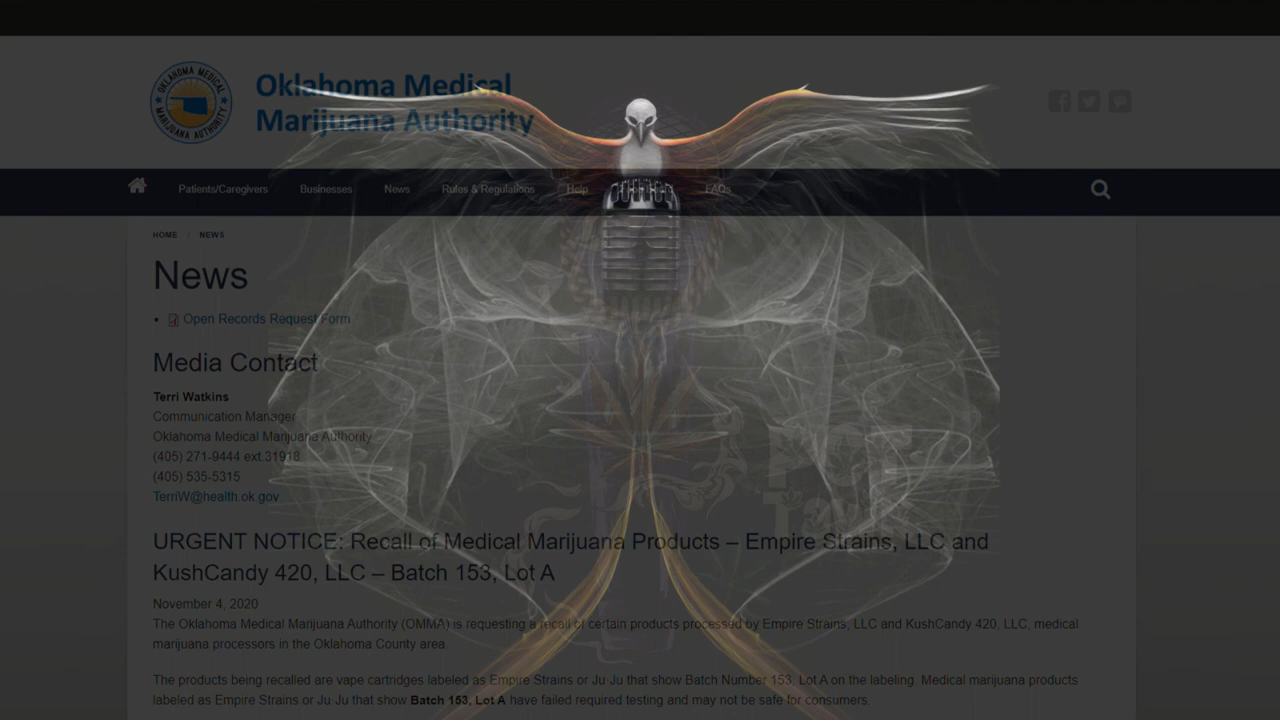 Oklahoma Medical
Marijuana Authority
OKLAHOMA MEDICAL
MARIJUANA AUTHORITY
Patients/Caregivers Businesses News Rules & Regulations Help FAQs
HOME / NEWS
News
• Open Records Request Form
Media Contact
Terri Watkins
Communication Manager
Oklahoma Medical Marijuana Authority
(405) 271-9444 ext.31918
(405) 535-5315
TerriW@health.ok.gov
URGENT NOTICE: Recall of Medical Marijuana Products – Empire Strains, LLC and
KushCandy 420, LLC – Batch 153, Lot A
November 4, 2020
The Oklahoma Medical Marijuana Authority (OMMA) is requesting a recall of certain products processed by Empire Strains, LLC and KushCandy 420, LLC, medical
marijuana processors in the Oklahoma County area.
The products being recalled are vape cartridges labeled as Empire Strains or Ju Ju that show Batch Number 153, Lot A on the labeling. Medical marijuana products
labeled as Empire Strains or Ju Ju that show Batch 153, Lot A have failed required testing and may not be safe for consumers.